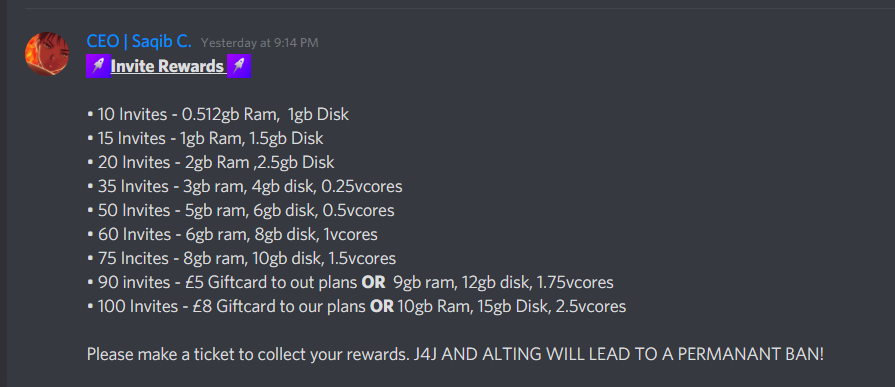 CEO | Saqib C. Yesterday at 9:14 PM
🚀 Invite Rewards 🚀
• 10 Invites - 0.512gb Ram,  1gb Disk
• 15 Invites - 1gb Ram, 1.5gb Disk
• 20 Invites - 2gb Ram ,2.5gb Disk
• 35 Invites - 3gb ram, 4gb disk, 0.25vcores
• 50 Invites - 5gb ram, 6gb disk, 0.5vcores
• 60 Invites - 6gb ram, 8gb disk, 1vcores
• 75 Incites - 8gb ram, 10gb disk, 1.5vcores
• 90 invites - £5 Giftcard to out plans OR  9gb ram, 12gb disk, 1.75vcores
• 100 Invites - £8 Giftcard to our plans OR 10gb Ram, 15gb Disk, 2.5vcores
Please make a ticket to collect your rewards. J4J AND ALTING WILL LEAD TO A PERMANANT BAN!